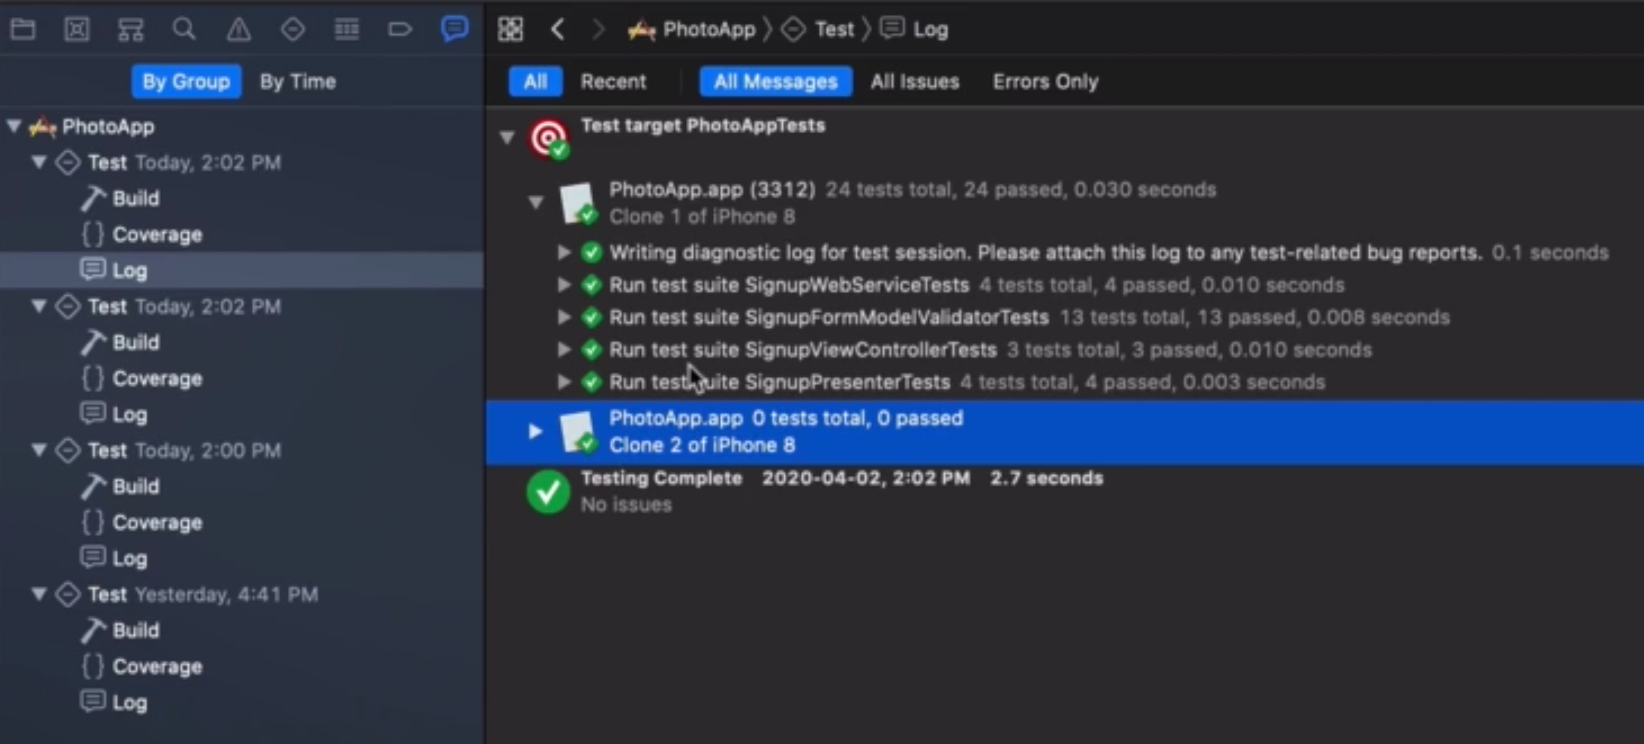 PhotoApp 〉 Test 〉 Log
By Group By Time
All Recent All Messages All Issues Errors Only
PhotoApp
Test Today, 2:02 PM
Build
Coverage
Log
Test Today, 2:02 PM
Build
Coverage
Log
Test Today, 2:00 PM
Build
Coverage
Log
Test Yesterday, 4:41 PM
Build
Coverage
Log
Test target PhotoAppTests
PhotoApp.app (3312) 24 tests total, 24 passed, 0.030 seconds
Clone 1 of iPhone 8
Writing diagnostic log for test session. Please attach this log to any test-related bug reports. 0.1 seconds
Run test suite SignupWebServiceTests 4 tests total, 4 passed, 0.010 seconds
Run test suite SignupFormModelValidatorTests 13 tests total, 13 passed, 0.008 seconds
Run test suite SignupViewControllerTests 3 tests total, 3 passed, 0.010 seconds
Run test suite SignupPresenterTests 4 tests total, 4 passed, 0.003 seconds
PhotoApp.app 0 tests total, 0 passed
Clone 2 of iPhone 8
Testing Complete 2020-04-02, 2:02 PM 2.7 seconds
No issues